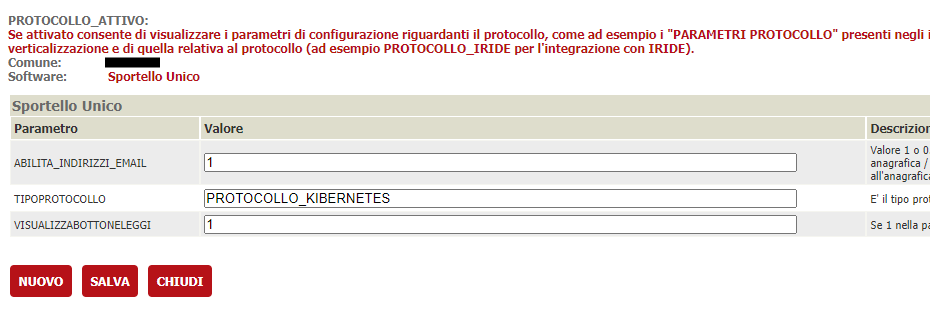 PROTOCOLLO_ATTIVO:
Se attivato consente di visualizzare i parametri di configurazione riguardanti il protocollo, come ad esempio i "PARAMETRI PROTOCOLLO" presenti negli i
verticalizzazione e di quella relativa al protocollo (ad esempio PROTOCOLLO_IRIDE per l'integrazione con IRIDE).
Comune:
Software: Sportello Unico
Sportello Unico
Parametro Valore Descrizion
ABILITA_INDIRIZZI_EMAIL 1 Valore 1 o 0
anagrafica /
all'anagrafica
TIPOPROTOCOLLO PROTOCOLLO_KIBERNETES E' il tipo prot
VISUALIZZABOTTONELEGGI 1 Se 1 nella pa
NUOVO SALVA CHIUDI